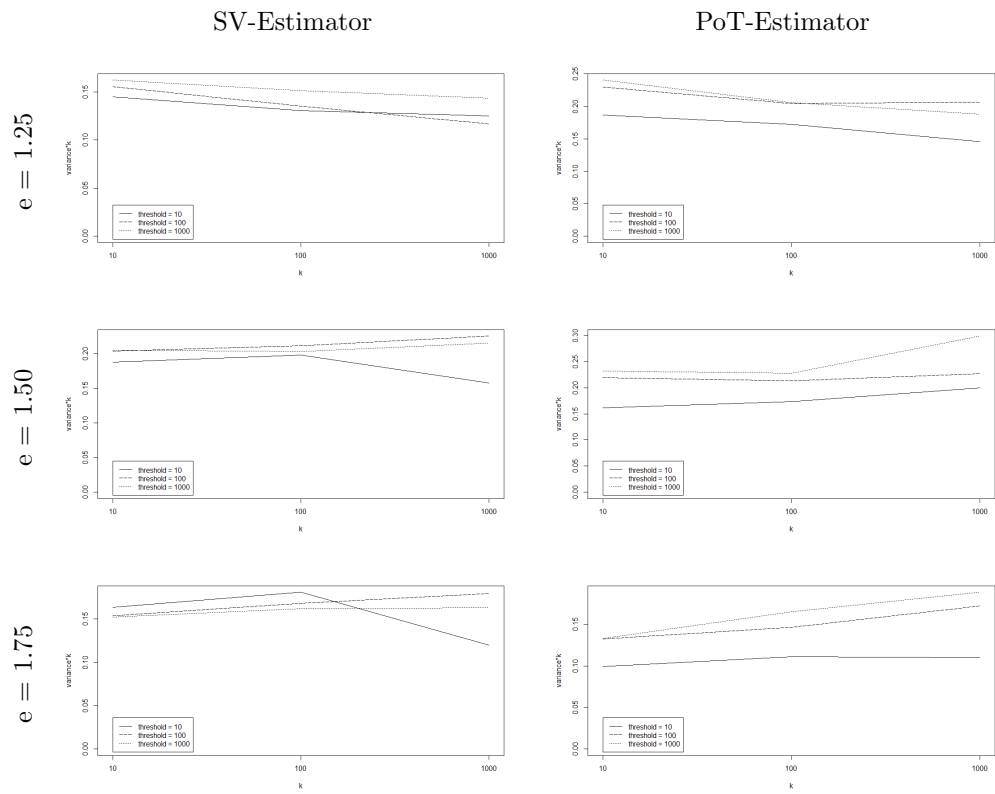 SV-Estimator
PoT-Estimator
e = 1.25
variance*k
0.00
0.05
0.10
0.15
threshold = 10
threshold = 100
threshold = 1000
10
100
1000
k
variance*k
0.00
0.05
0.10
0.15
0.20
0.25
threshold = 10
threshold = 100
threshold = 1000
10
100
1000
k
e = 1.50
variance*k
0.00
0.05
0.10
0.15
0.20
threshold = 10
threshold = 100
threshold = 1000
10
100
1000
k
variance*k
0.00
0.05
0.10
0.15
0.20
0.25
0.30
threshold = 10
threshold = 100
threshold = 1000
10
100
1000
k
e = 1.75
variance*k
0.00
0.05
0.10
0.15
threshold = 10
threshold = 100
threshold = 1000
10
100
1000
k
variance*k
0.00
0.05
0.10
0.15
threshold = 10
threshold = 100
threshold = 1000
10
100
1000
k